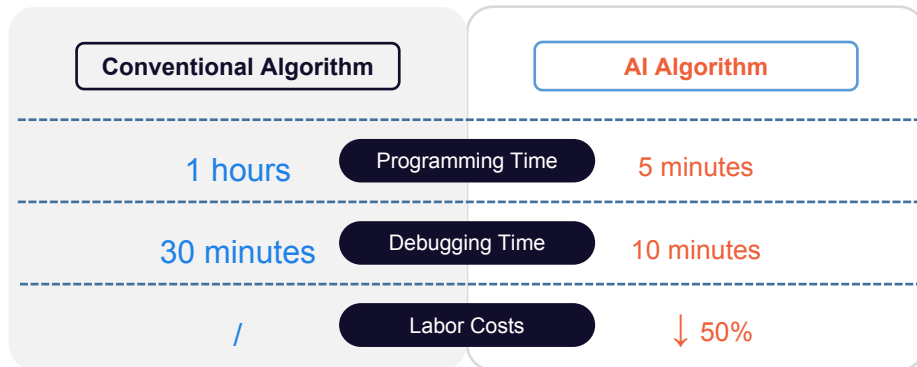 Conventional Algorithm
AI Algorithm
1 hours
Programming Time
5 minutes
30 minutes
Debugging Time
10 minutes
/
Labor Costs
↓ 50%